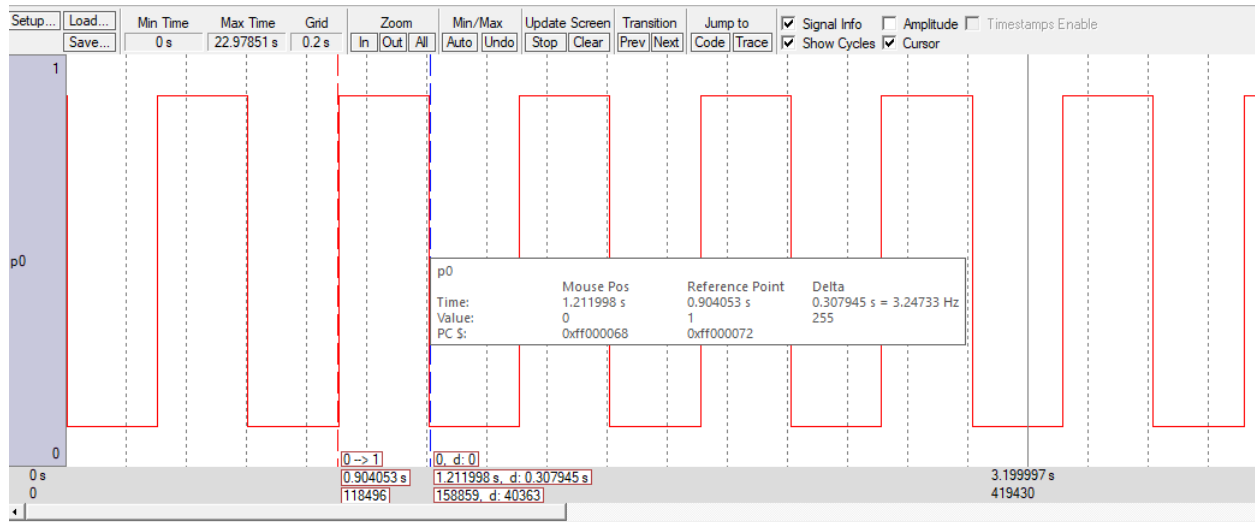 Setup... Load... Min Time Max Time Grid Zoom Min/Max Update Screen Transition Jump to Signal Info Amplitude Timestamps Enable
Save... 0 s 22.97851 s 0.2 s In Out All Auto Undo Stop Clear Prev Next Code Trace Show Cycles Cursor
1
p0
p0
Mouse Pos Reference Point Delta
Time: 1.211998 s 0.904053 s 0.307945 s = 3.24733 Hz
Value: 0 1 255
PC $: 0xff000068 0xff000072
0
0 --> 1 0, d: 0
0 s 0.904053 s 1.211998 s, d: 0.307945 s 3.199997 s
0 118496 158859, d: 40363 419430